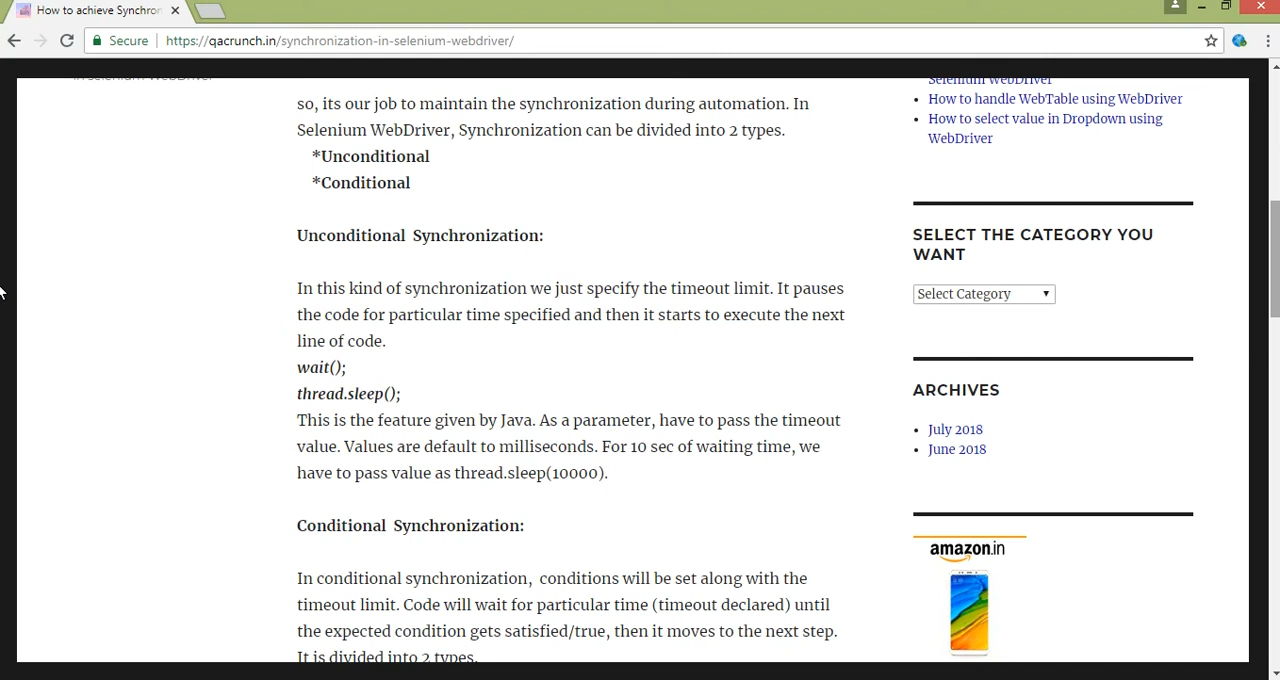 How to achieve Synchron
Secure
https://qacrunch.in/synchronization-in-selenium-webdriver/
in Selenium WebDriver
so, its our job to maintain the synchronization during automation. In
Selenium WebDriver, Synchronization can be divided into 2 types.
*Unconditional
*Conditional
Unconditional Synchronization:
In this kind of synchronization we just specify the timeout limit. It pauses
the code for particular time specified and then it starts to execute the next
line of code.
wait();
thread.sleep();
This is the feature given by Java. As a parameter, have to pass the timeout
value. Values are default to milliseconds. For 10 sec of waiting time, we
have to pass value as thread.sleep(10000).
Conditional Synchronization:
In conditional synchronization, conditions will be set along with the
timeout limit. Code will wait for particular time (timeout declared) until
the expected condition gets satisfied/true, then it moves to the next step.
It is divided into 2 types.
Selenium WebDriver
• How to handle WebTable using WebDriver
• How to select value in Dropdown using
WebDriver
SELECT THE CATEGORY YOU
WANT
Select Category
ARCHIVES
• July 2018
• June 2018
amazon.in